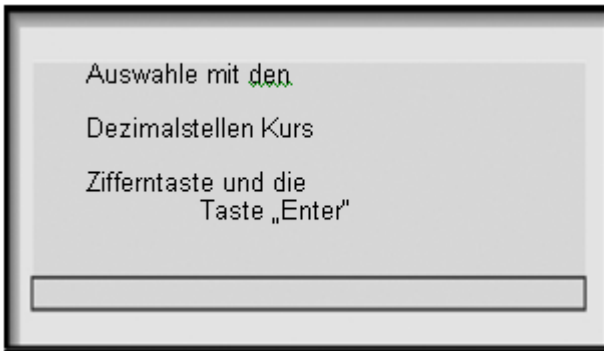 Auswahle mit den
Dezimalstellen Kurs
Zifferntaste und die
Taste „Enter"